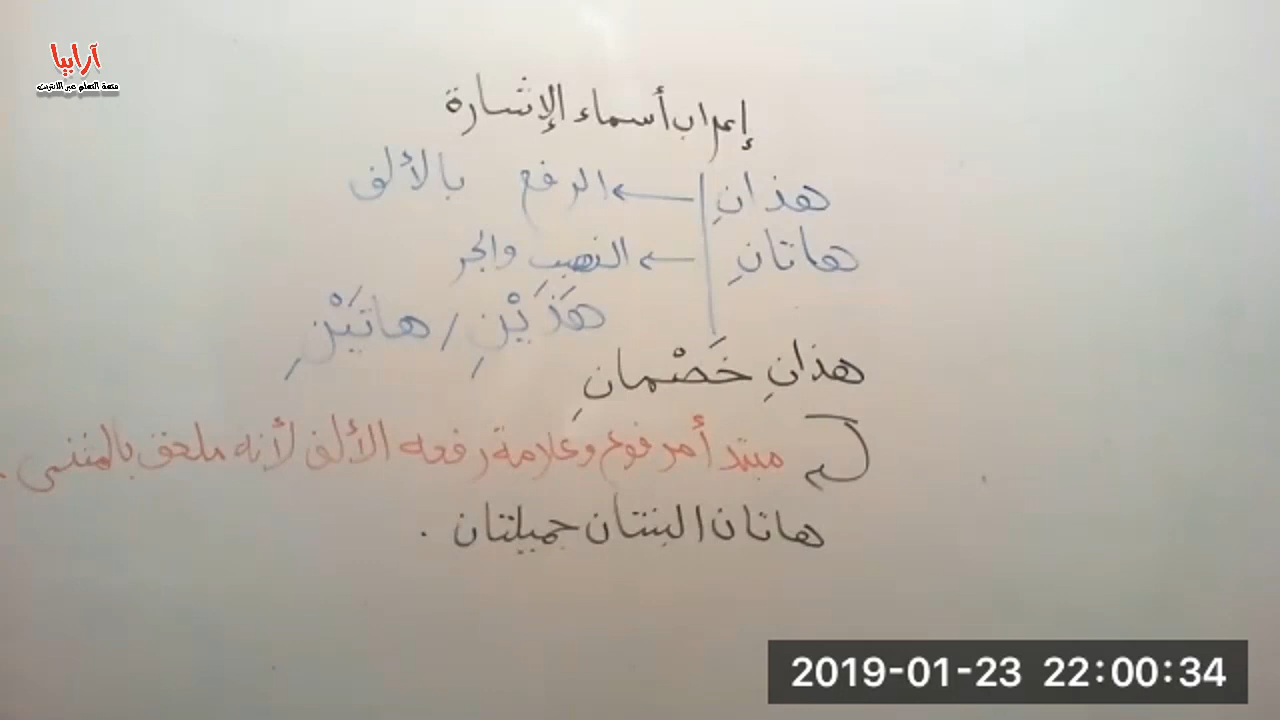 آرابيا
منصة التعلم عبر الانترنت
إعراب أسماء الإشارة
هذانِ ← الرفع بالألف
هاتانِ ← النصب والجر
هَذَيْنِ / هاتَيْنِ
هذانِ خَصْمانِ
مبتدأ مرفوع وعلامة رفعه الألف لأنه ملحق بالمثنى .
هاتان البنتان جميلتان .
2019-01-23 22:00:34